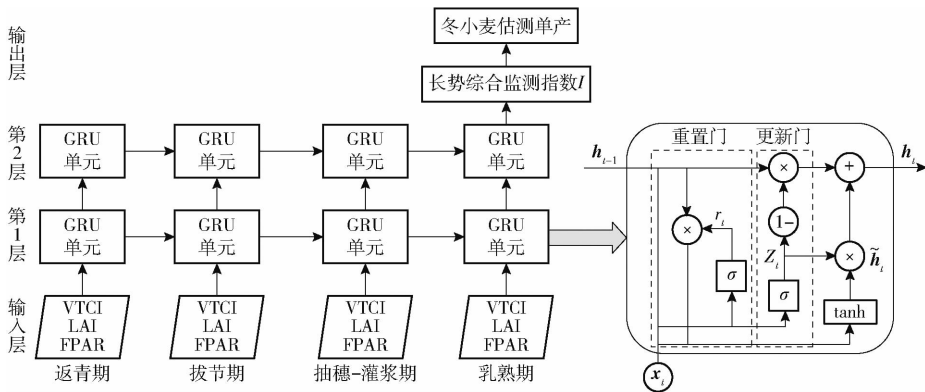 输出层
冬小麦估测单产
长势综合监测指数I
第2层
GRU
单元
GRU
单元
GRU
单元
GRU
单元
第1层
GRU
单元
GRU
单元
GRU
单元
GRU
单元
输入层
VTCI
LAI
FPAR
VTCI
LAI
FPAR
VTCI
LAI
FPAR
VTCI
LAI
FPAR
返青期
拔节期
抽穗-灌浆期
乳熟期
重置门
更新门
h_{t-1}
h_t
×
+
r_t
1-
×
Z_t
×
h̃_t
σ
σ
tanh
x_t